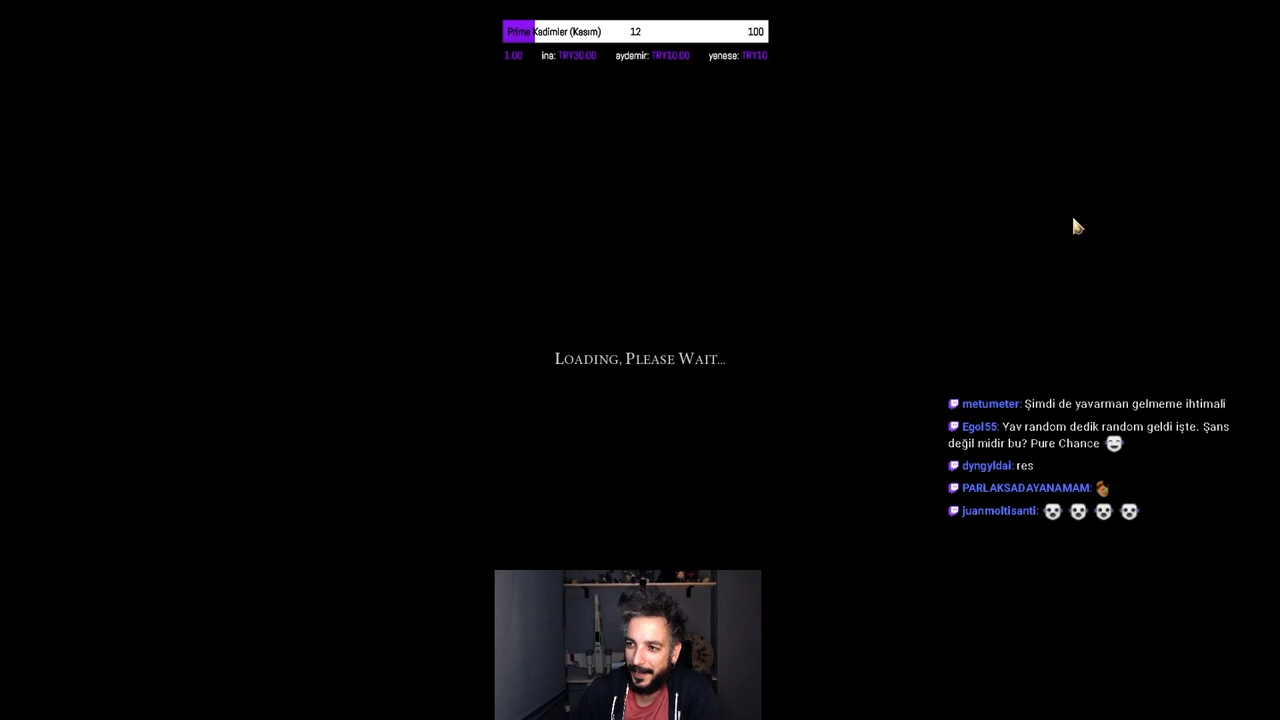 Prime Kadimler (Kasım) 12 100
1.00 ina: TRY30.00 aydemir: TRY10.00 yenese: TRY10
LOADING, PLEASE WAIT...
metumeter: Şimdi de yavarman gelmeme ihtimali
Egol55: Yav random dedik random geldi işte. Şans
değil midir bu? Pure Chance
dyngyldai: res
PARLAKSADAYANAMAM:
juanmoltisanti: